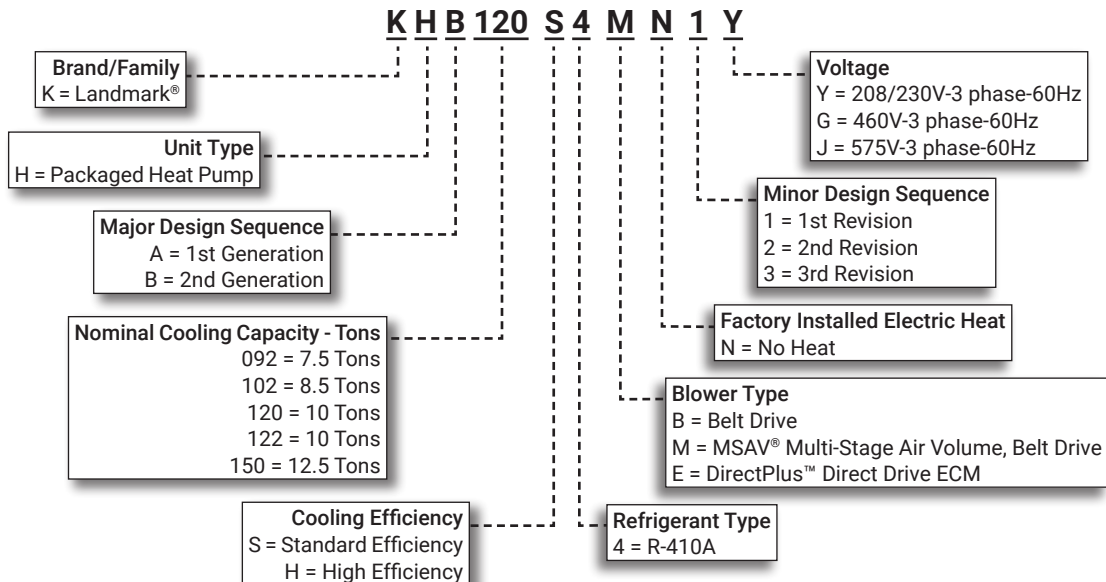 K H B 120 S 4 M N 1 Y
Brand/Family
K = Landmark®
Unit Type
H = Packaged Heat Pump
Major Design Sequence
A = 1st Generation
B = 2nd Generation
Nominal Cooling Capacity - Tons
092 = 7.5 Tons
102 = 8.5 Tons
120 = 10 Tons
122 = 10 Tons
150 = 12.5 Tons
Cooling Efficiency
S = Standard Efficiency
H = High Efficiency
Voltage
Y = 208/230V-3 phase-60Hz
G = 460V-3 phase-60Hz
J = 575V-3 phase-60Hz
Minor Design Sequence
1 = 1st Revision
2 = 2nd Revision
3 = 3rd Revision
Factory Installed Electric Heat
N = No Heat
Blower Type
B = Belt Drive
M = MSAV® Multi-Stage Air Volume, Belt Drive
E = DirectPlus™ Direct Drive ECM
Refrigerant Type
4 = R-410A